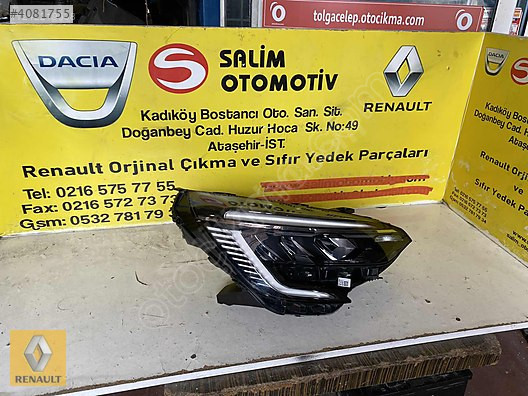 #4081755
tolgacelep.otocikma.com
DACIA
S
SALİM
OTOMOTİV
RENAULT
Kadıköy Bostancı Oto. San. Sit.
Doğanbey Cad. Huzur Hoca Sk. No:49
Ataşehir-İST.
Renault Orjinal Çıkma ve Sıfır Yedek Parçaları
Tel: 0216 575 77 55
Fax: 0216 572 73 73
Gsm: 0532 781 79
RENAULT